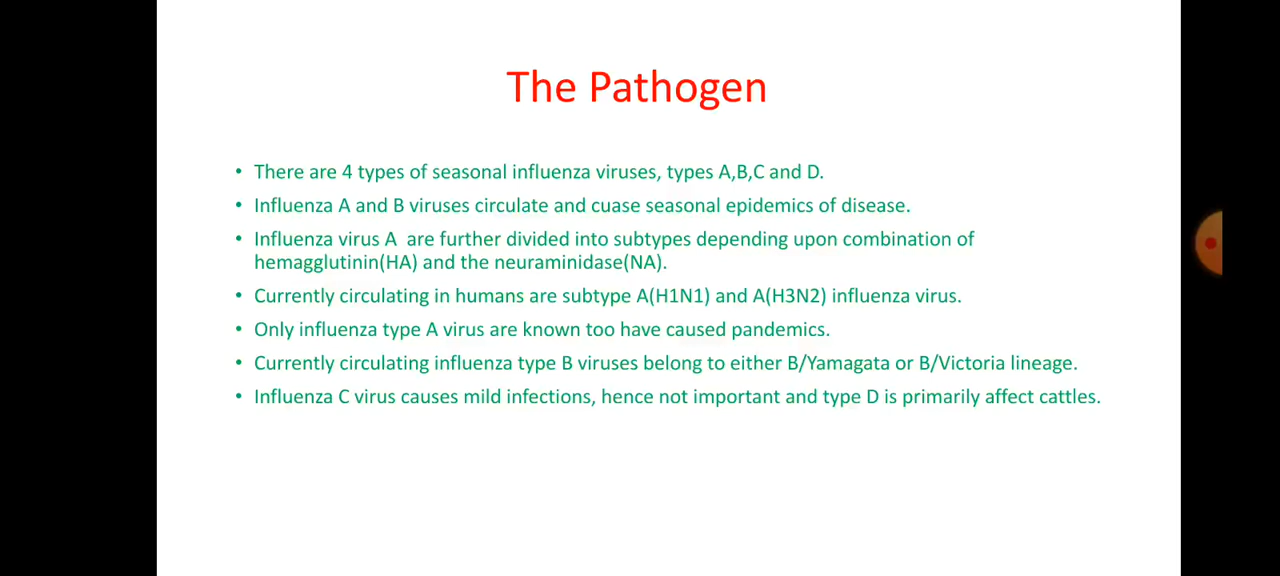 The Pathogen
• There are 4 types of seasonal influenza viruses, types A,B,C and D.
• Influenza A and B viruses circulate and cuase seasonal epidemics of disease.
• Influenza virus A  are further divided into subtypes depending upon combination of
hemagglutinin(HA) and the neuraminidase(NA).
• Currently circulating in humans are subtype A(H1N1) and A(H3N2) influenza virus.
• Only influenza type A virus are known too have caused pandemics.
• Currently circulating influenza type B viruses belong to either B/Yamagata or B/Victoria lineage.
• Influenza C virus causes mild infections, hence not important and type D is primarily affect cattles.